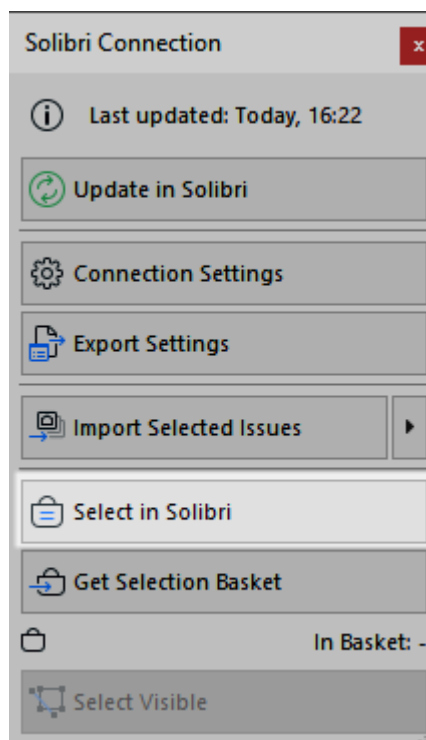 Solibri Connection
x
Last updated: Today, 16:22
Update in Solibri
Connection Settings
Export Settings
Import Selected Issues
Select in Solibri
Get Selection Basket
In Basket: -
Select Visible